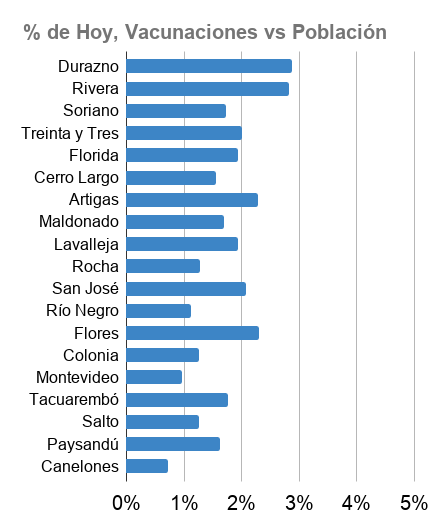 % de Hoy, Vacunaciones vs Población
Durazno
Rivera
Soriano
Treinta y Tres
Florida
Cerro Largo
Artigas
Maldonado
Lavalleja
Rocha
San José
Río Negro
Flores
Colonia
Montevideo
Tacuarembó
Salto
Paysandú
Canelones
0% 1% 2% 3% 4% 5%